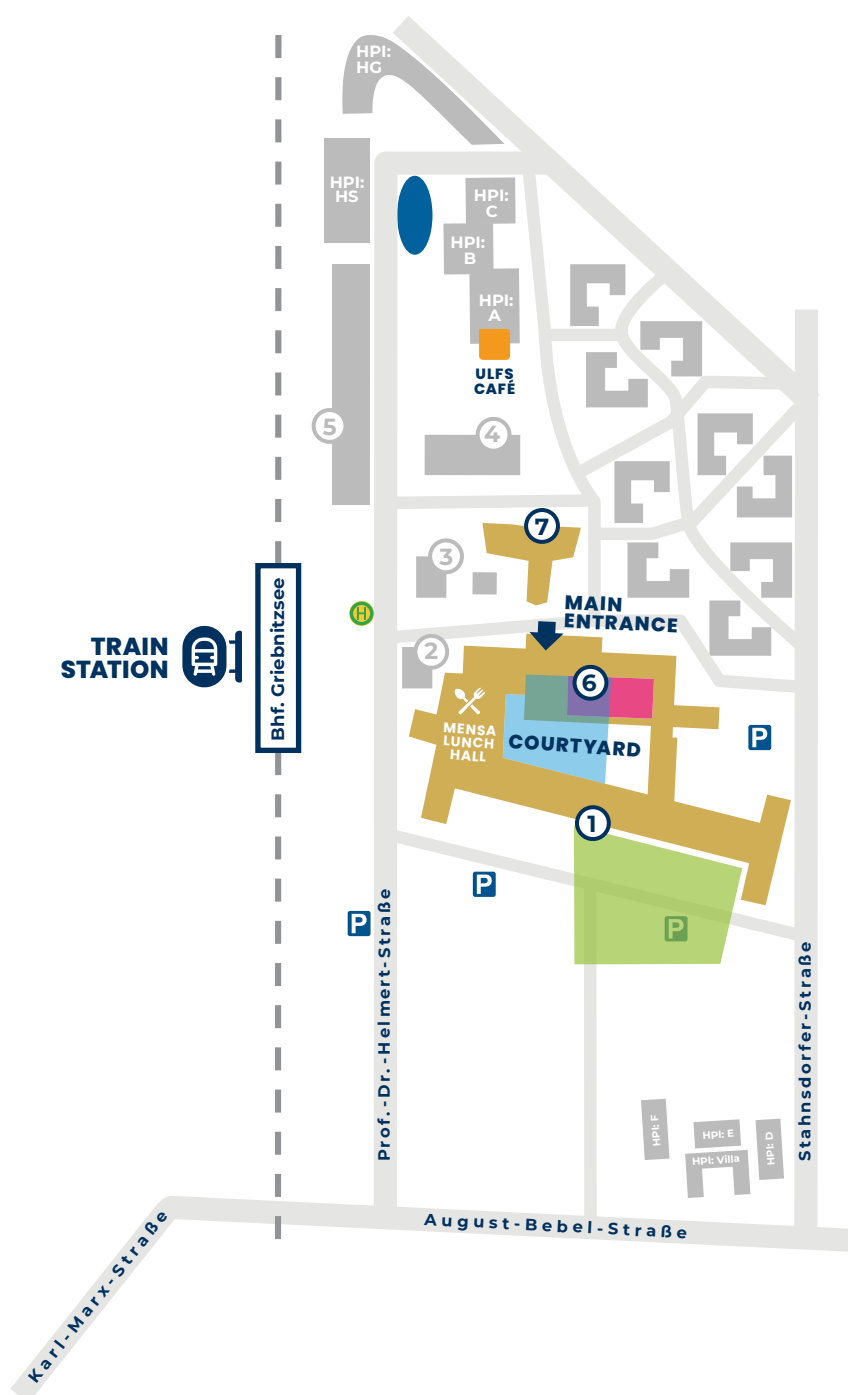 HPI:
HG
HPI:
HS
HPI:
C
HPI:
B
HPI:
A
ULFS
CAFÉ
5
4
7
3
H
MAIN
ENTRANCE
2
TRAIN
STATION
Bhf. Griebnitzsee
6
MENSA
LUNCH
HALL
COURTYARD
P
1
P
P
P
Prof.-Dr.-Helmert-Straße
Stahnsdorfer-Straße
HPI: F
HPI: E
HPI: D
HPI: Villa
August-Bebel-Straße
Karl-Marx-Straße